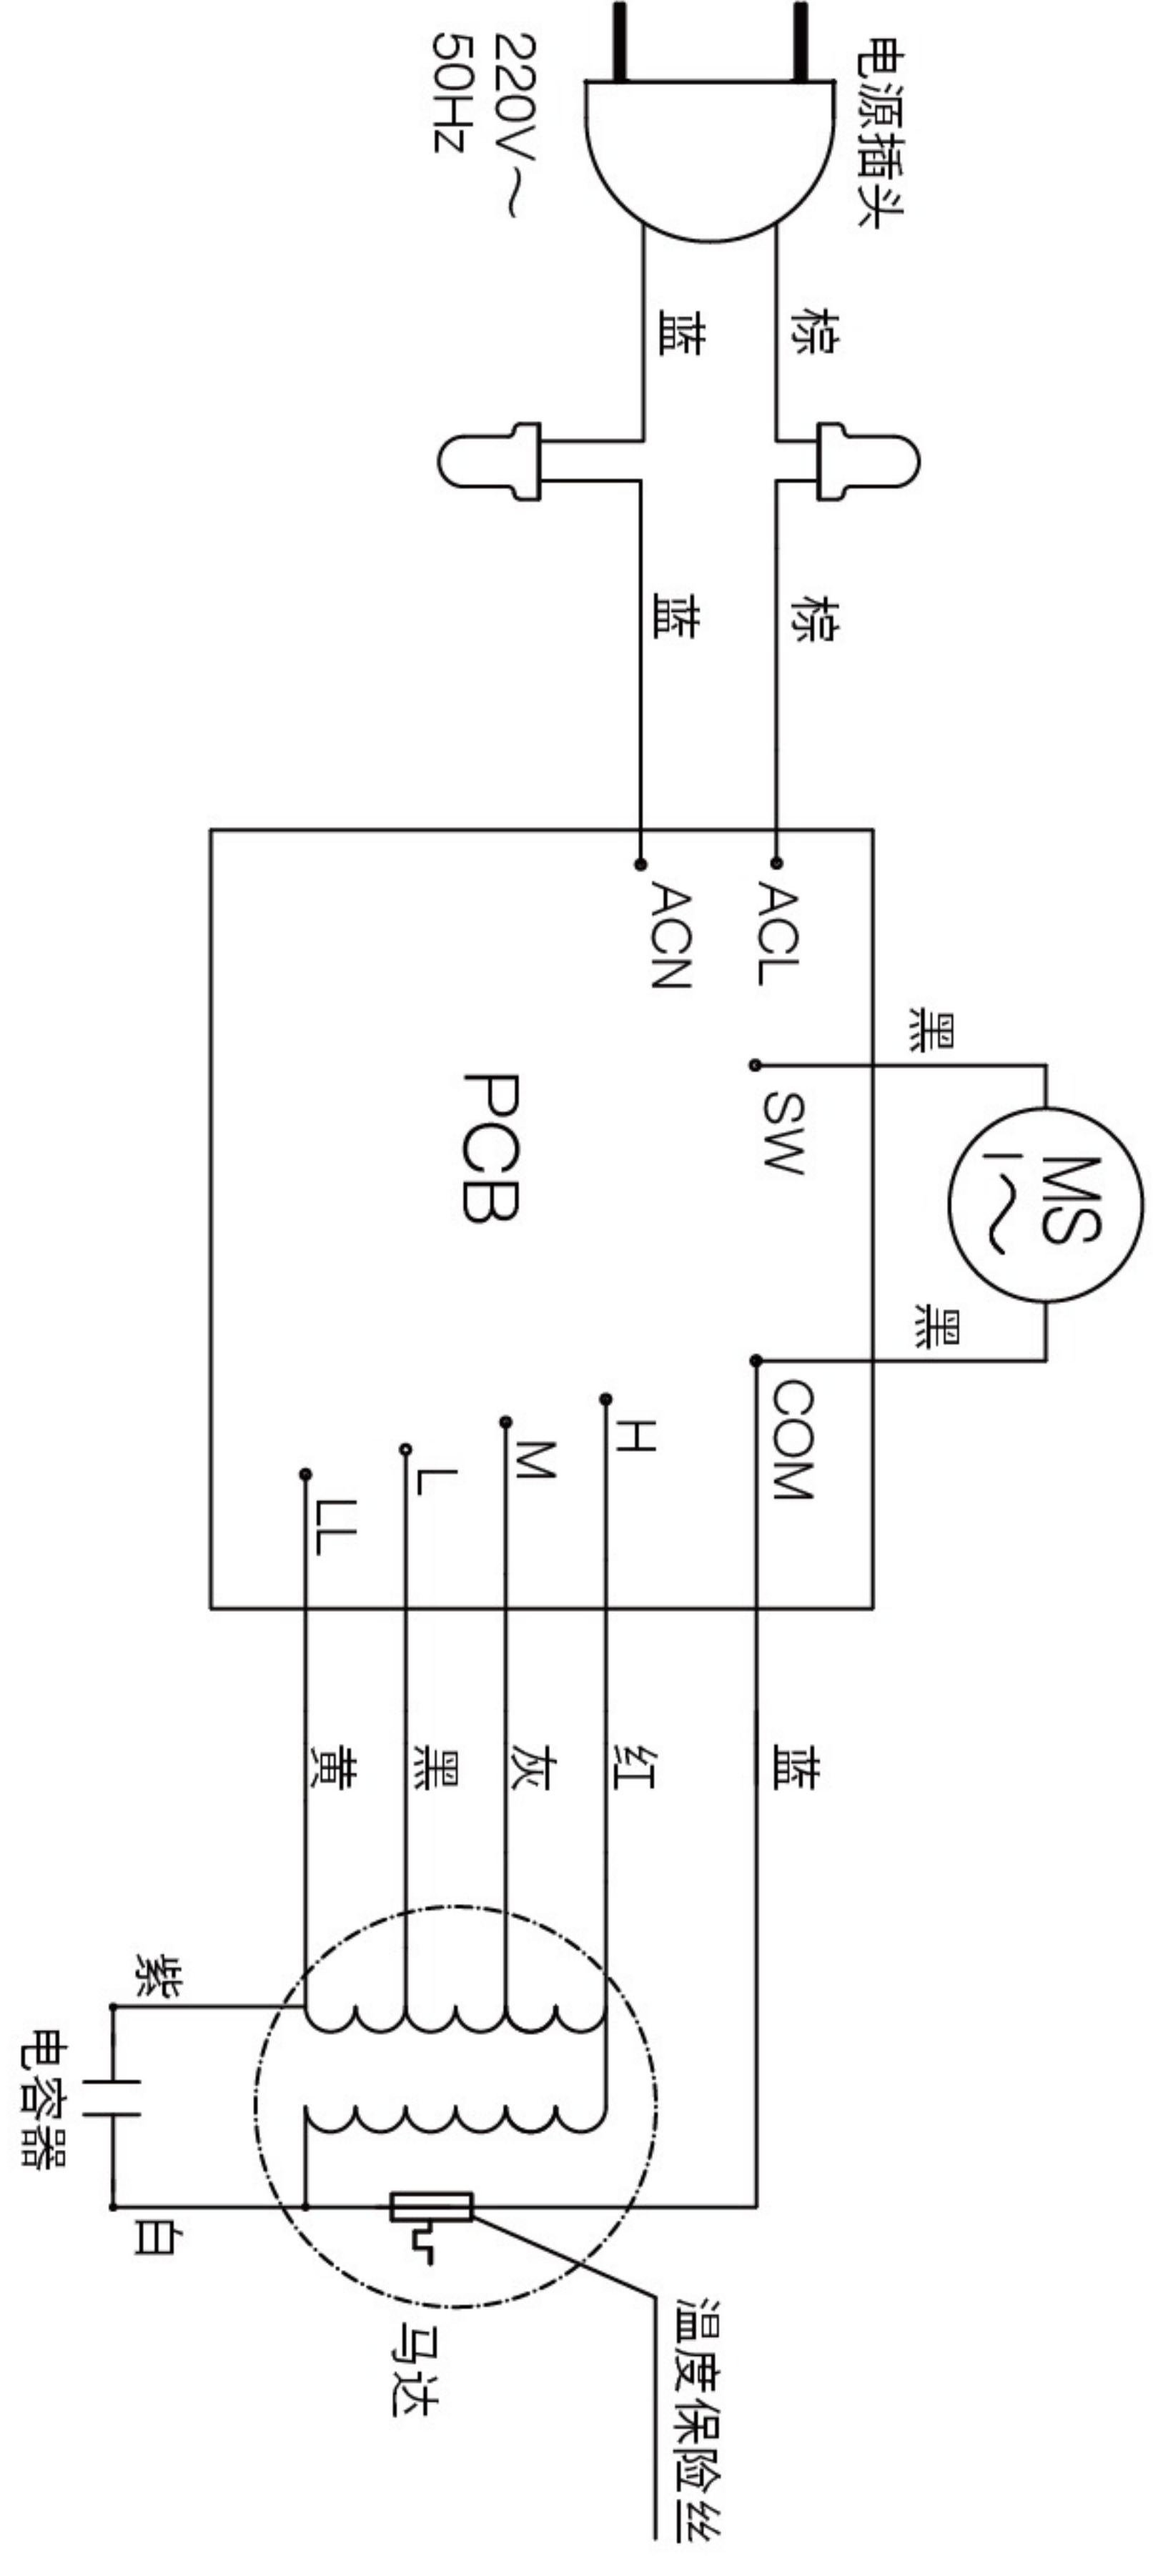 电源插头
220V～
50Hz
棕
蓝
棕
蓝
ACL
ACN
黑
SW
MS
1～
黑
COM
PCB
H
M
L
LL
蓝
红
灰
黑
黄
紫
电容器
白
马达
温度保险丝